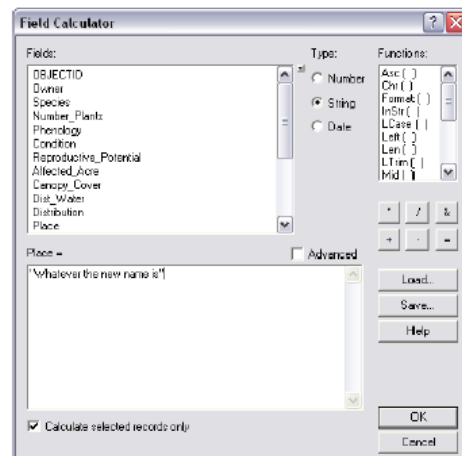 Field Calculator
Fields:
OBJECTID
Owner
Species
Number_Plants
Phenology
Condition
Reproductive_Potential
Affected_Acre
Canopy_Cover
Dist_Water
Distribution
Place
Type:
Number
String
Date
Functions:
Asc( )
Chr( )
Format( )
InStr( )
LCase( )
Left( )
Len( )
LTrim( )
Mid( )
* / &
+ - =
Place =
Advanced
"Whatever the new name is"
Load...
Save...
Help
Calculate selected records only
OK
Cancel